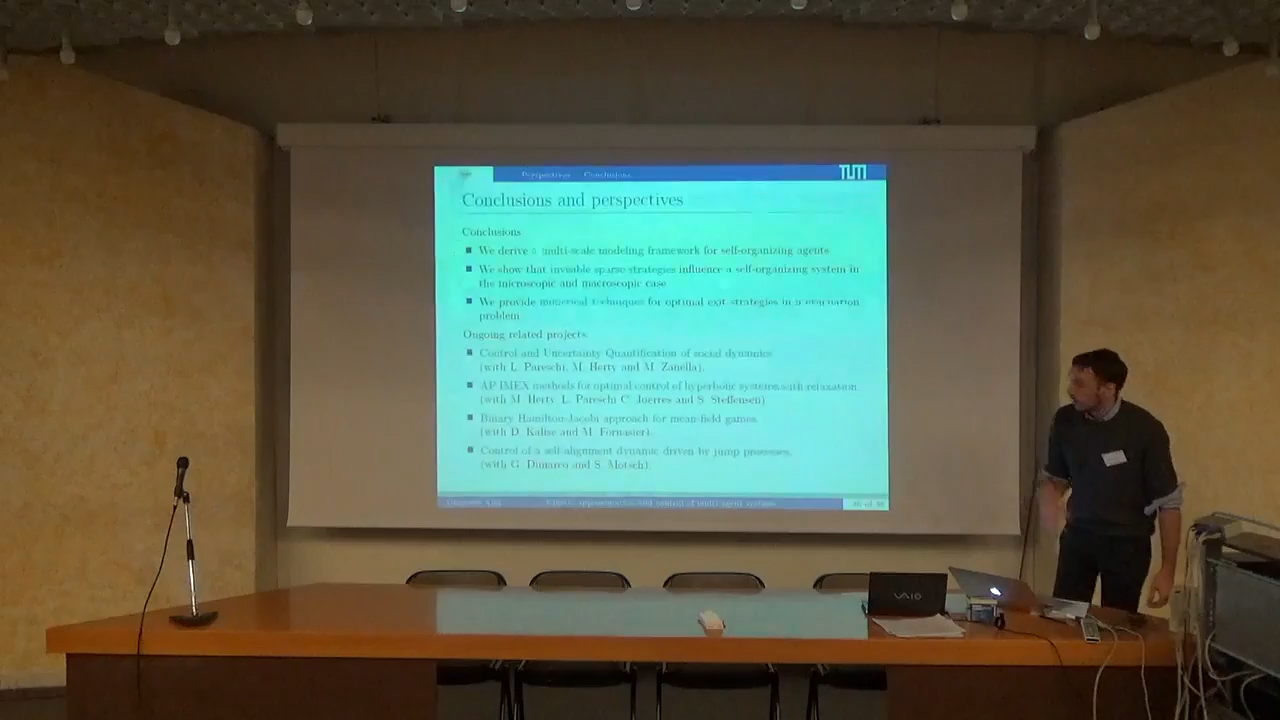 Perspectives Conclusions TUM
Conclusions and perspectives
Conclusions
We derive a multi-scale modeling framework for self-organizing agents
We show that invisible sparse strategies influence a self-organizing system in
the microscopic and macroscopic case
We provide numerical techniques for optimal exit strategies in a evacuation
problem
Ongoing related projects
Control and Uncertainty Quantification of social dynamics
(with L. Pareschi, M. Herty and M. Zanella).
AP IMEX methods for optimal control of hyperbolic systems with relaxation
(with M. Herty, L. Pareschi C. Joerres and S. Steffensen)
Binary Hamilton-Jacobi approach for mean-field games.
(with D. Kalise and M. Fornasier).
Control of a self alignment dynamic driven by jump processes.
(with G. Dimarco and S. Motsch).
VAIO